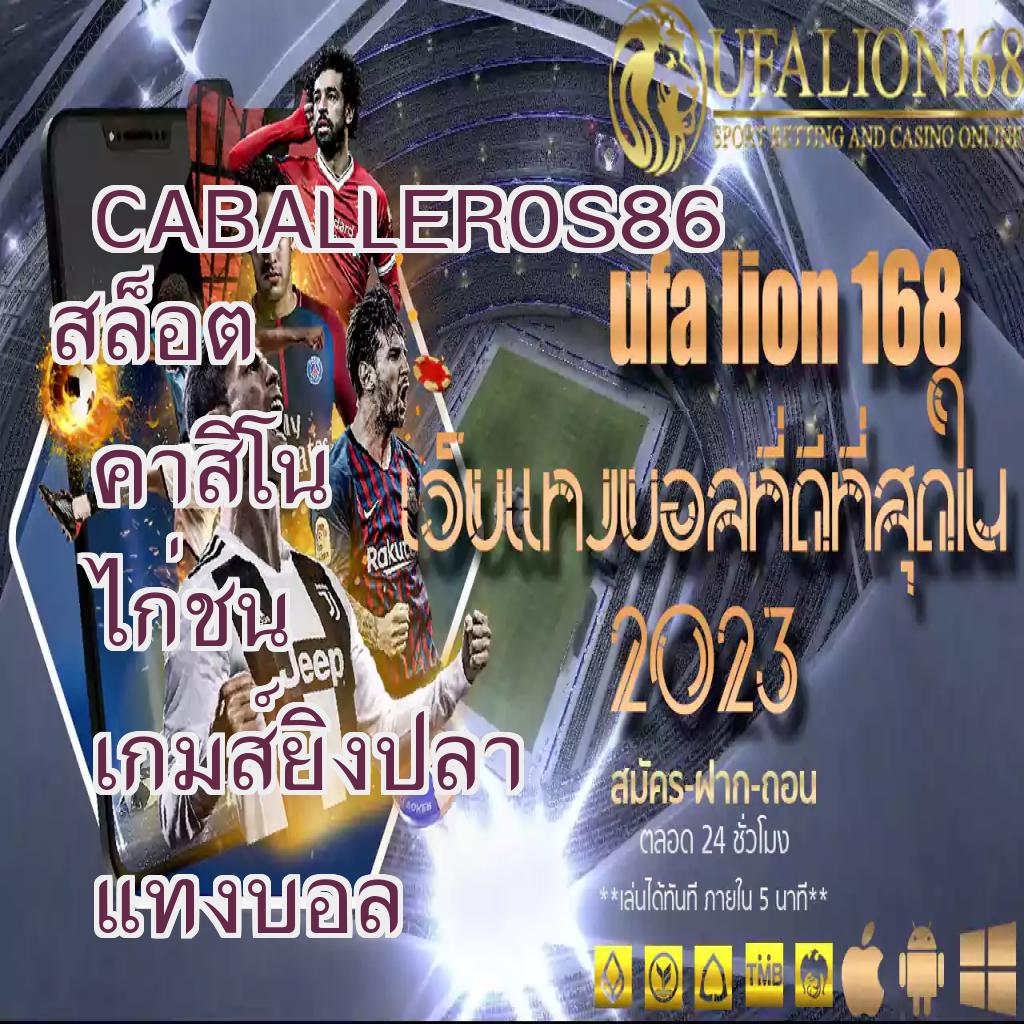 UFALION168
SPORT BETTING AND CASINO ONLINE
CABALLEROS86
ufa lion 168
สล็อต
คาสิโน
เว็บแทงบอลที่ดีที่สุดใน
2023
ไก่ชน
Jeep
เกมส์ยิงปลา
สมัคร-ฝาก-ถอน
ตลอด 24 ชั่วโมง
**เล่นได้ทันที ภายใน 5 นาที**
แทงบอล
TMB